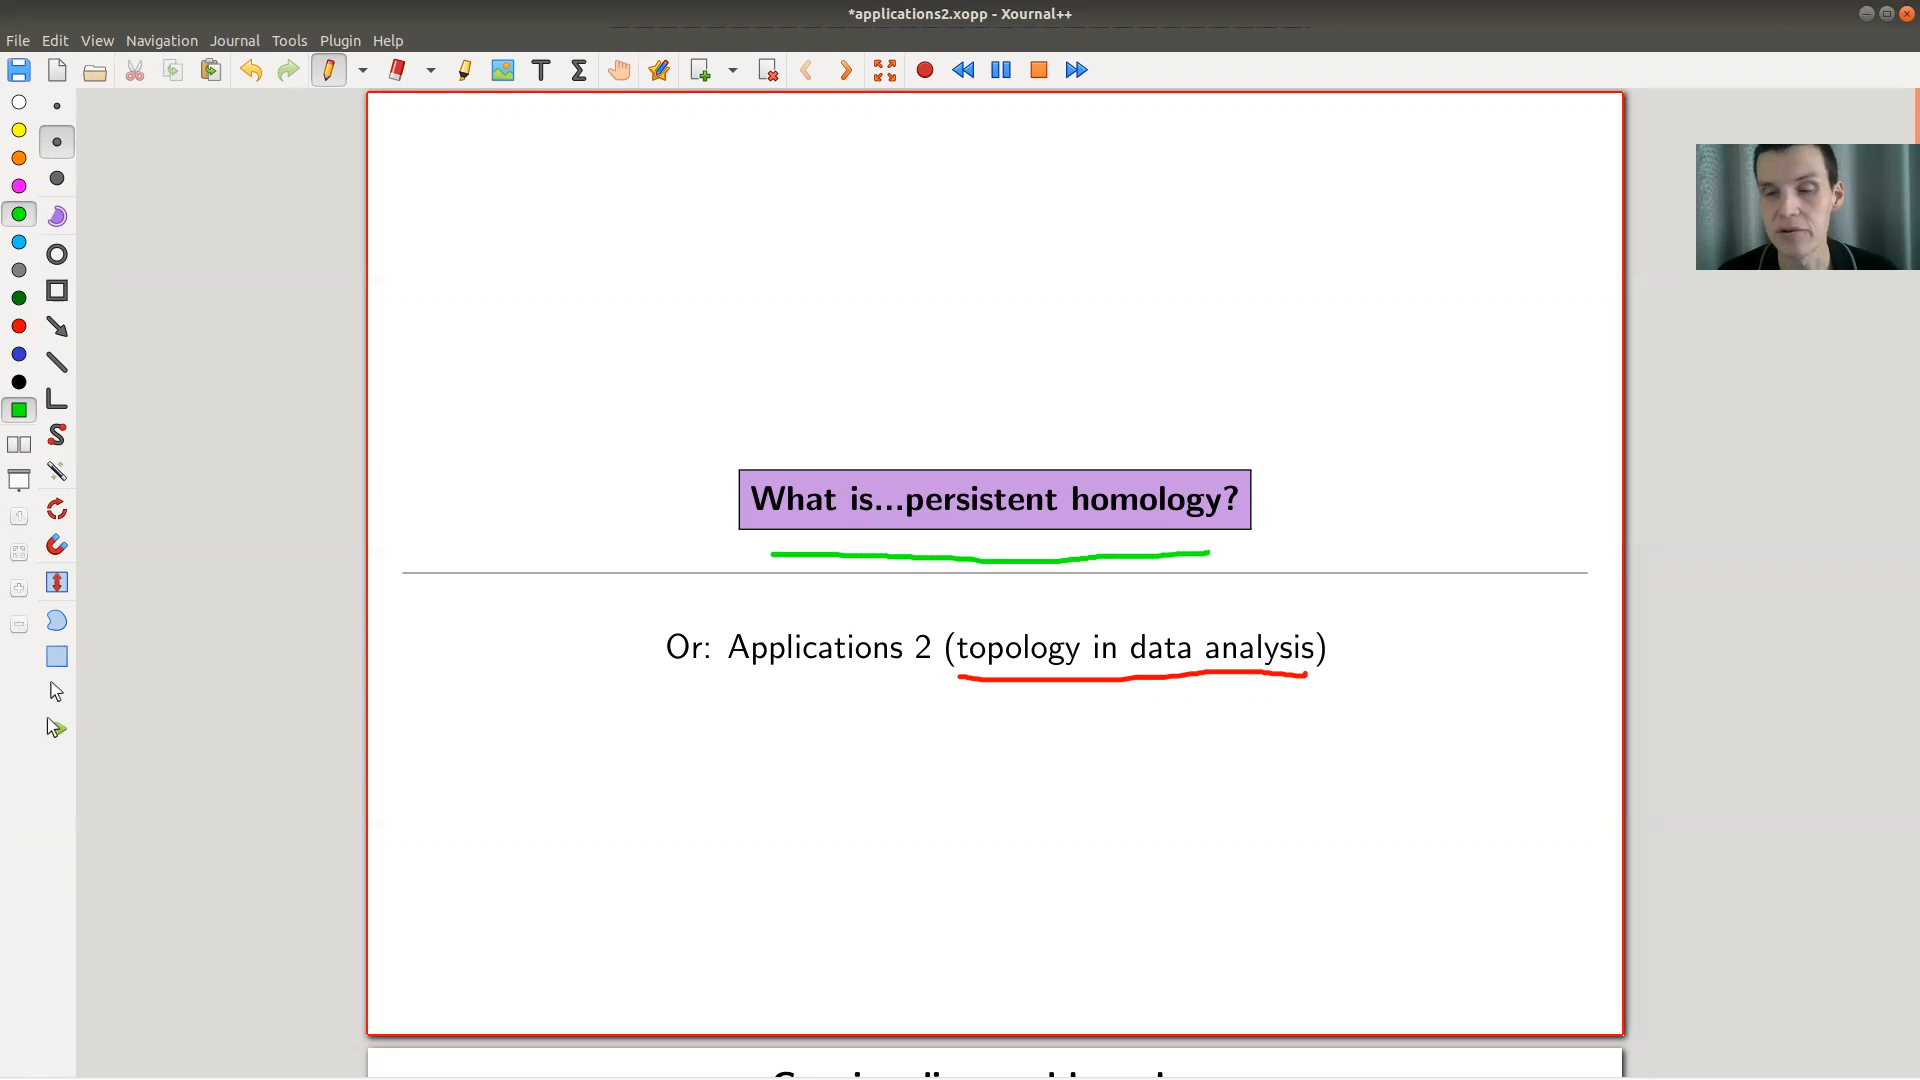 *applications2.xopp - Xournal++
File Edit View Navigation Journal Tools Plugin Help
What is...persistent homology?
Or: Applications 2 (topology in data analysis)